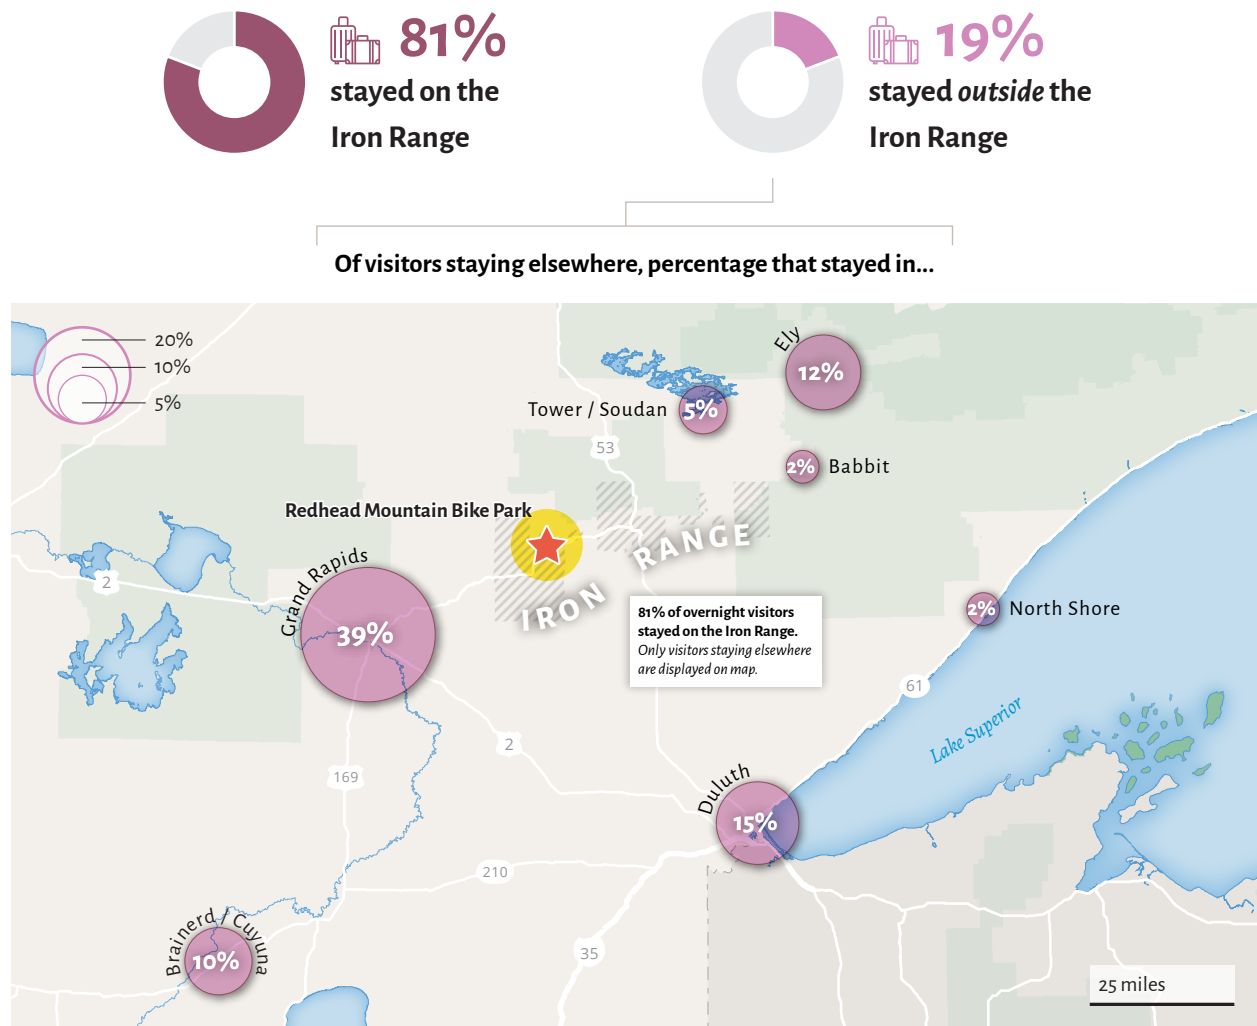 81%
stayed on the
Iron Range
19%
stayed outside the
Iron Range
Of visitors staying elsewhere, percentage that stayed in...
20%
10%
5%
Ely
12%
Tower / Soudan
5%
53
2%
Babbit
Redhead Mountain Bike Park
IRON RANGE
2
Grand Rapids
39%
81% of overnight visitors
stayed on the Iron Range.
Only visitors staying elsewhere
are displayed on map.
2%
North Shore
61
Lake Superior
2
169
Duluth
15%
210
Brainerd / Cuyuna
10%
35
25 miles